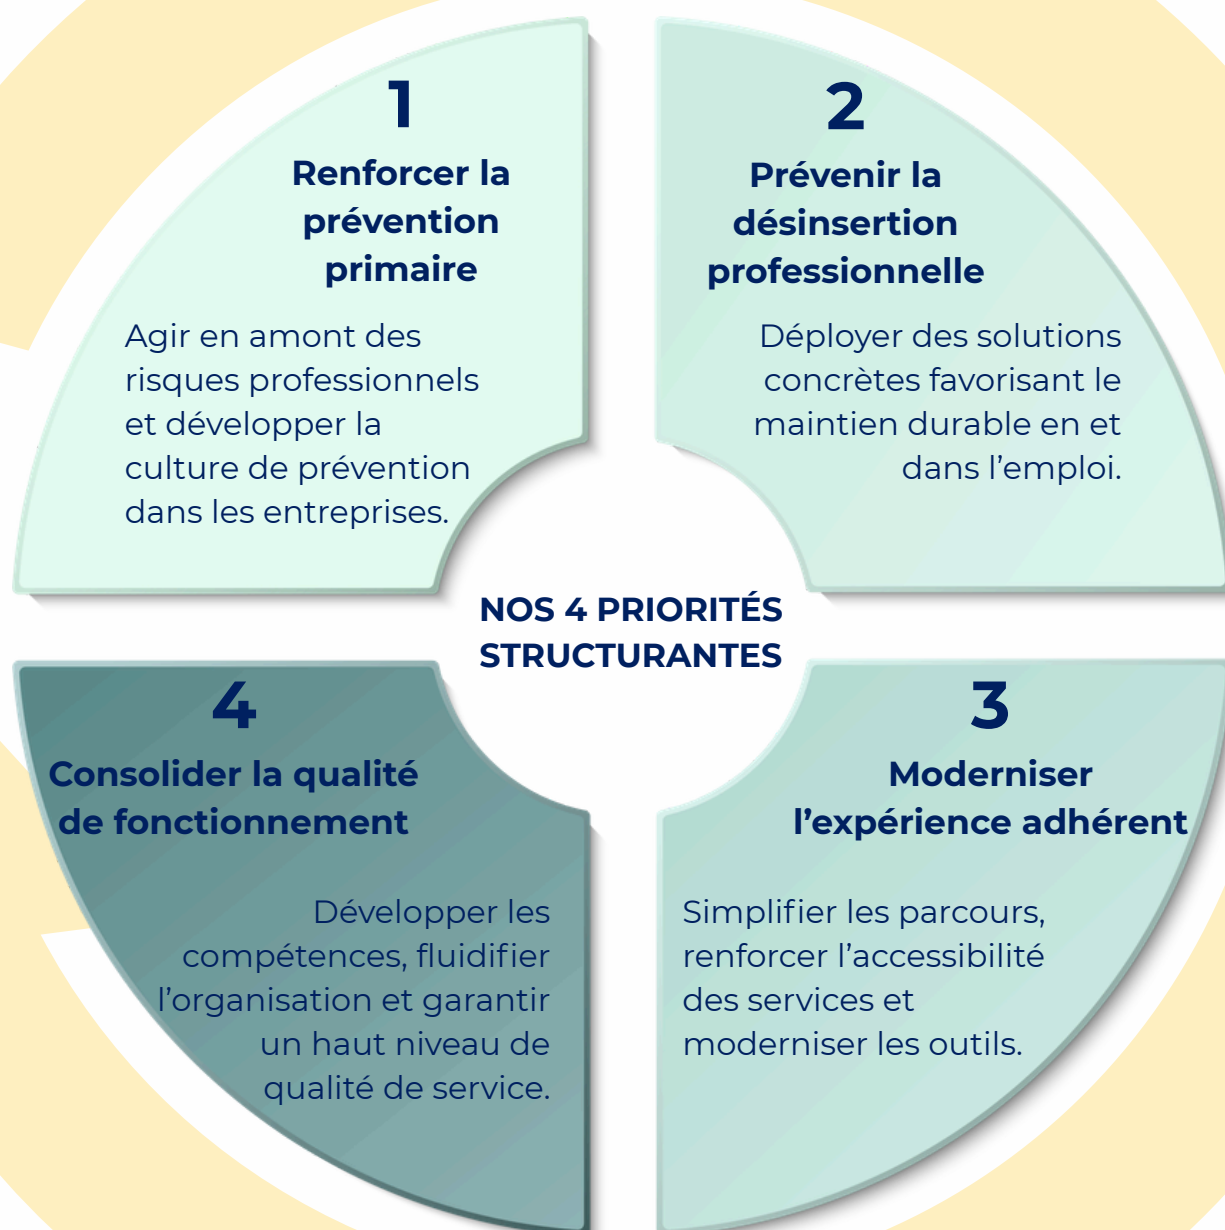 1
Renforcer la
prévention
primaire
Agir en amont des
risques professionnels
et développer la
culture de prévention
dans les entreprises.
2
Prévenir la
désinsertion
professionnelle
Déployer des solutions
concrètes favorisant le
maintien durable en et
dans l’emploi.
NOS 4 PRIORITÉS
STRUCTURANTES
3
Moderniser
l’expérience adhérent
Simplifier les parcours,
renforcer l’accessibilité
des services et
moderniser les outils.
4
Consolider la qualité
de fonctionnement
Développer les
compétences, fluidifier
l’organisation et garantir
un haut niveau de
qualité de service.